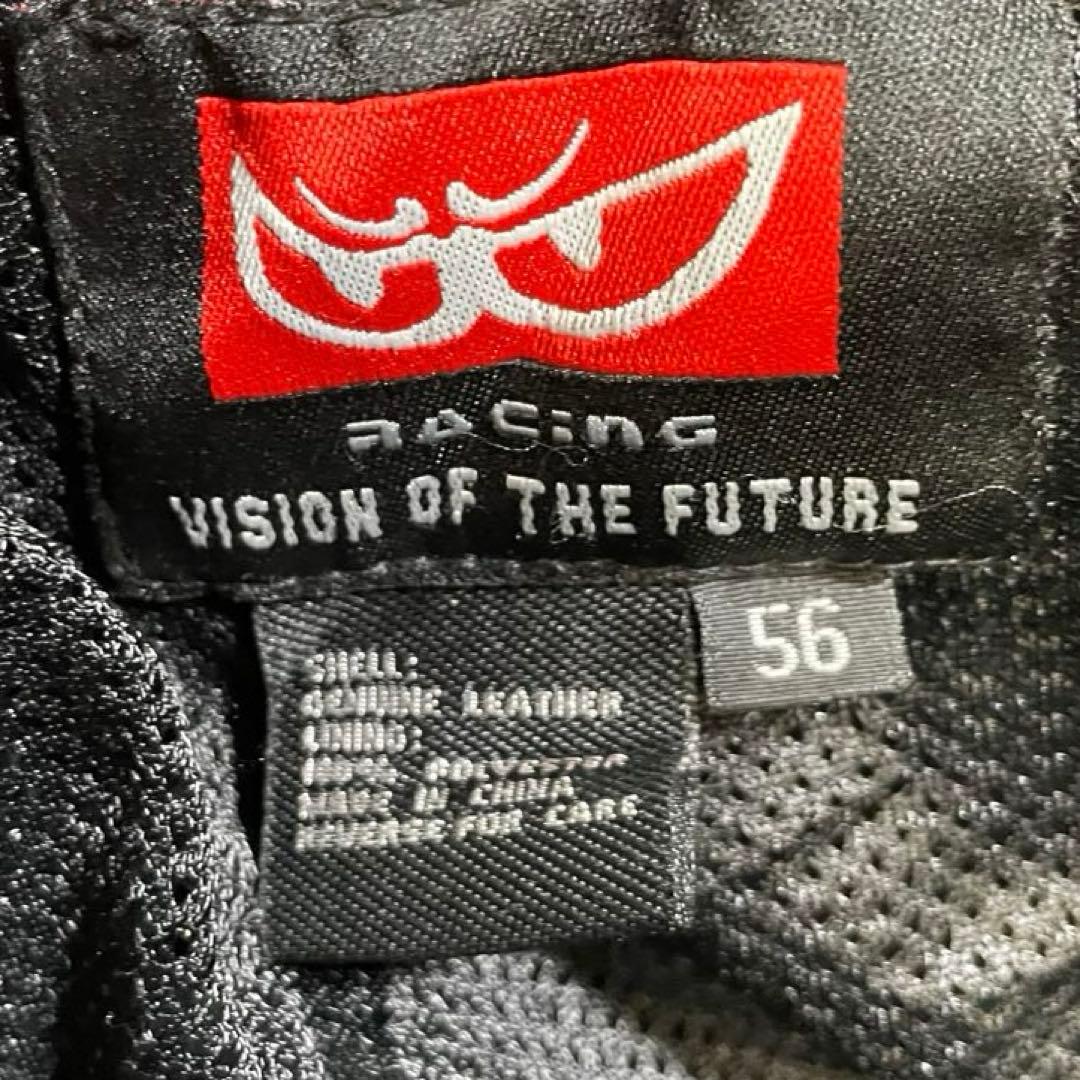 RACING
VISION OF THE FUTURE
56
SHELL:
GENUINE LEATHER
LINING:
100% POLYESTER
MADE IN CHINA
REVERSE FOR CARE